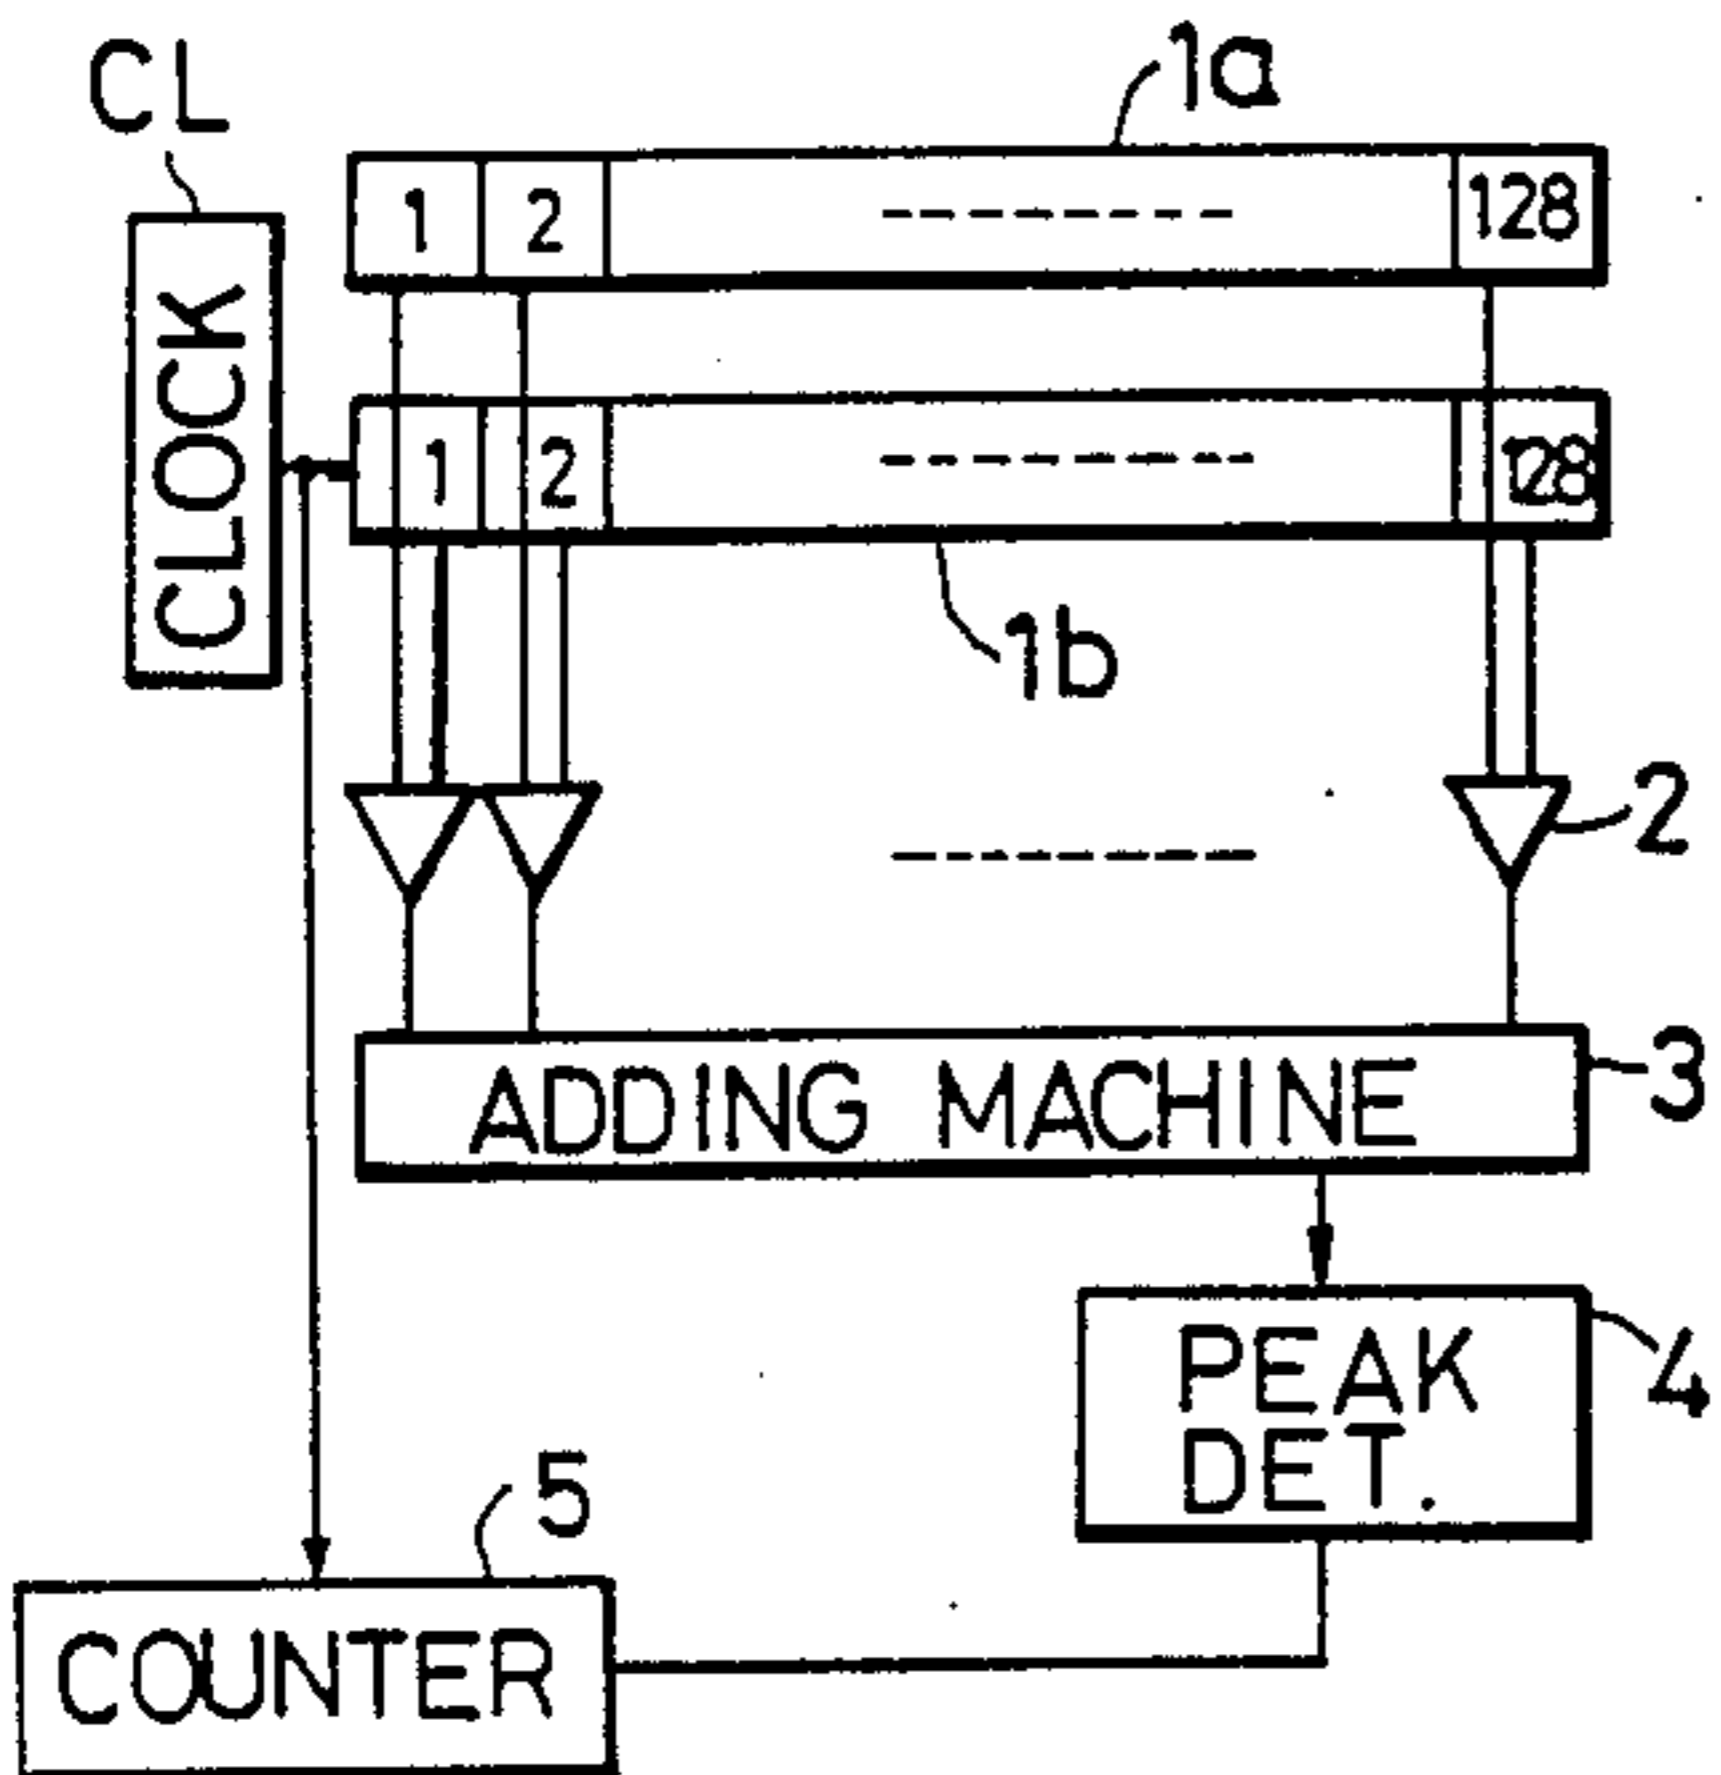 CL
1a
1 2 128
CLOCK
1 2 128
1b
2
ADDING MACHINE
3
PEAK
DET.
4
5
COUNTER